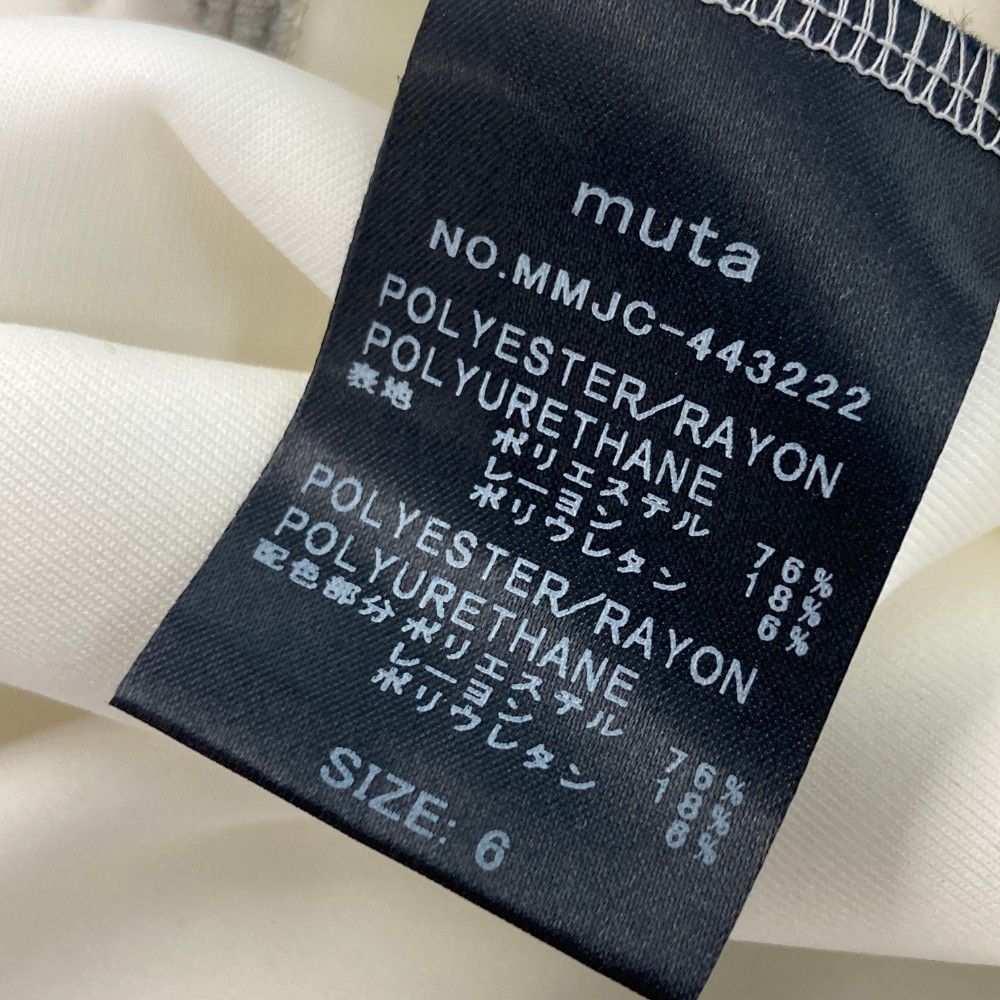 muta
NO.MMJC-443222
POLYESTER/RAYON
POLYURETHANE
表地 ポリエステル 76%
レーヨン 18%
ポリウレタン 6%
POLYESTER/RAYON
POLYURETHANE
配色部分 ポリエステル 76%
レーヨン 18%
ポリウレタン 6%
SIZE: 6